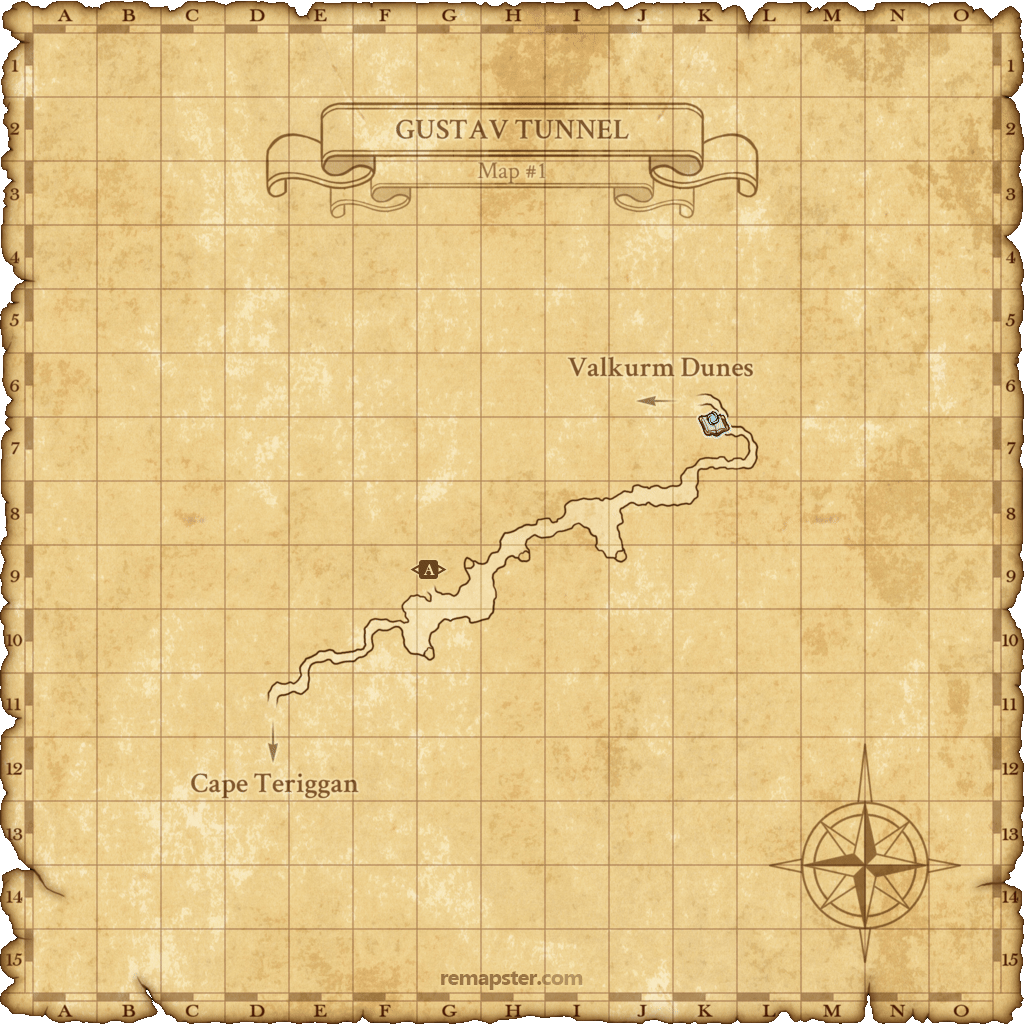 A B C D E F G H I J K L M N O
1 1
2 GUSTAV TUNNEL 2
Map #1
3 3
4 4
5 5
Valkurm Dunes
6 6
7 7
8 8
9 A 9
10 10
11 11
12 12
Cape Teriggan
13 13
14 14
15 15
remapster.com
A B C D E F G H I J K L M N O